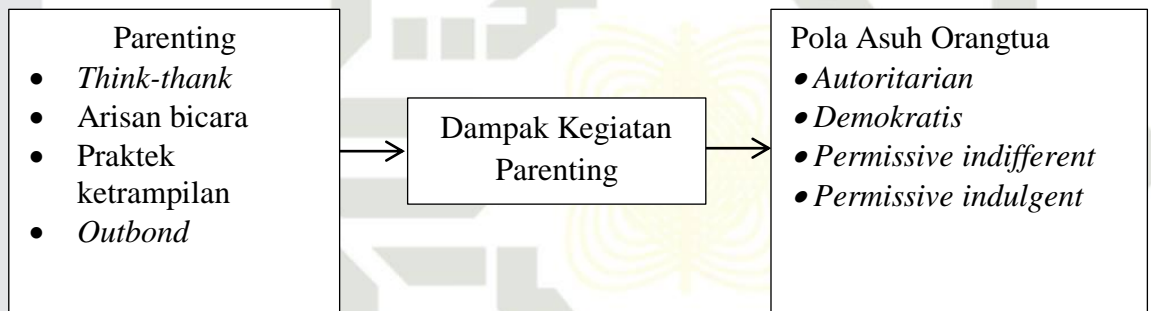 Parenting
• Think-thank
• Arisan bicara
• Praktek
ketrampilan
• Outbond
Dampak Kegiatan
Parenting
Pola Asuh Orangtua
• Autoritarian
• Demokratis
• Permissive indifferent
• Permissive indulgent